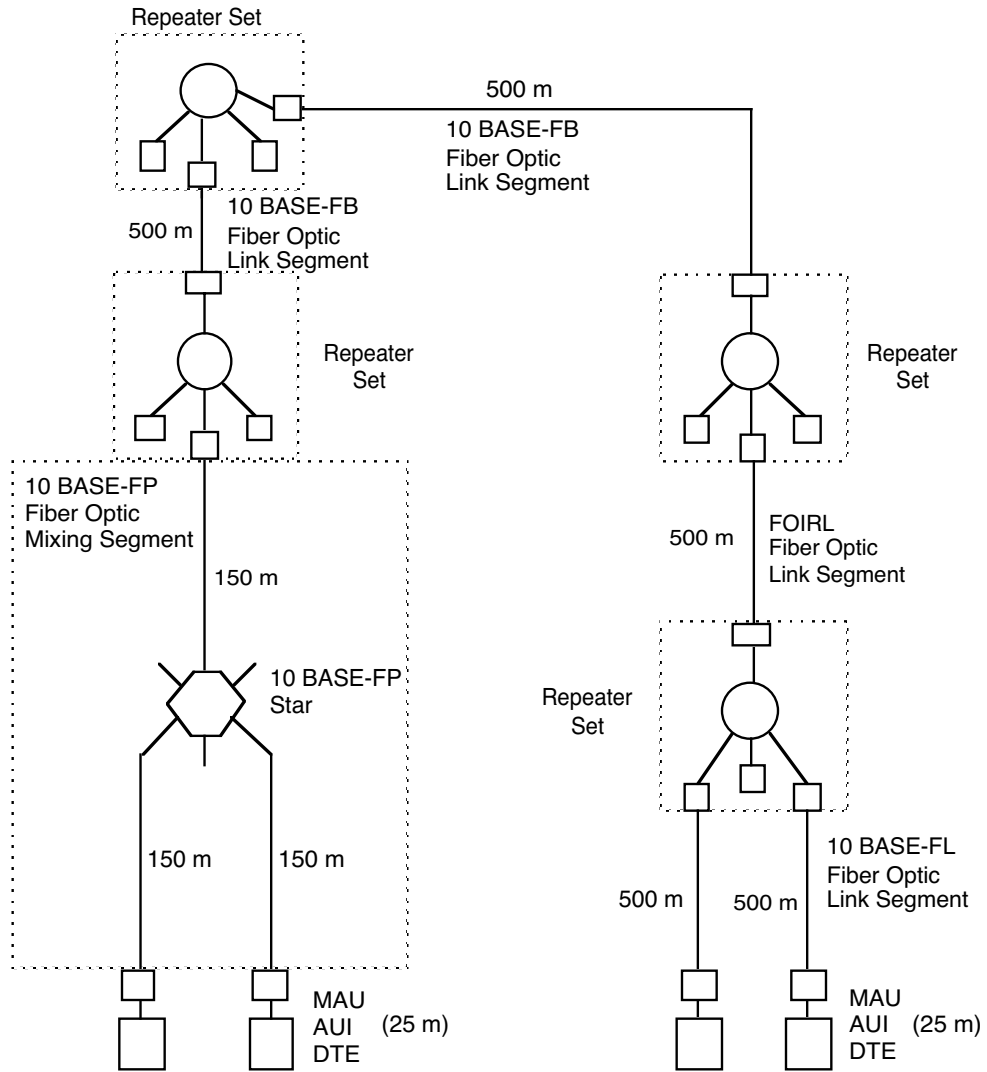 Repeater Set
500 m
10 BASE-FB
Fiber Optic
Link Segment
10 BASE-FB
500 m
Fiber Optic
Link Segment
Repeater
Set
Repeater
Set
10 BASE-FP
Fiber Optic
Mixing Segment
500 m
FOIRL
Fiber Optic
Link Segment
150 m
10 BASE-FP
Star
Repeater
Set
150 m
150 m
10 BASE-FL
Fiber Optic
Link Segment
500 m
500 m
MAU
AUI (25 m)
DTE
MAU
AUI (25 m)
DTE